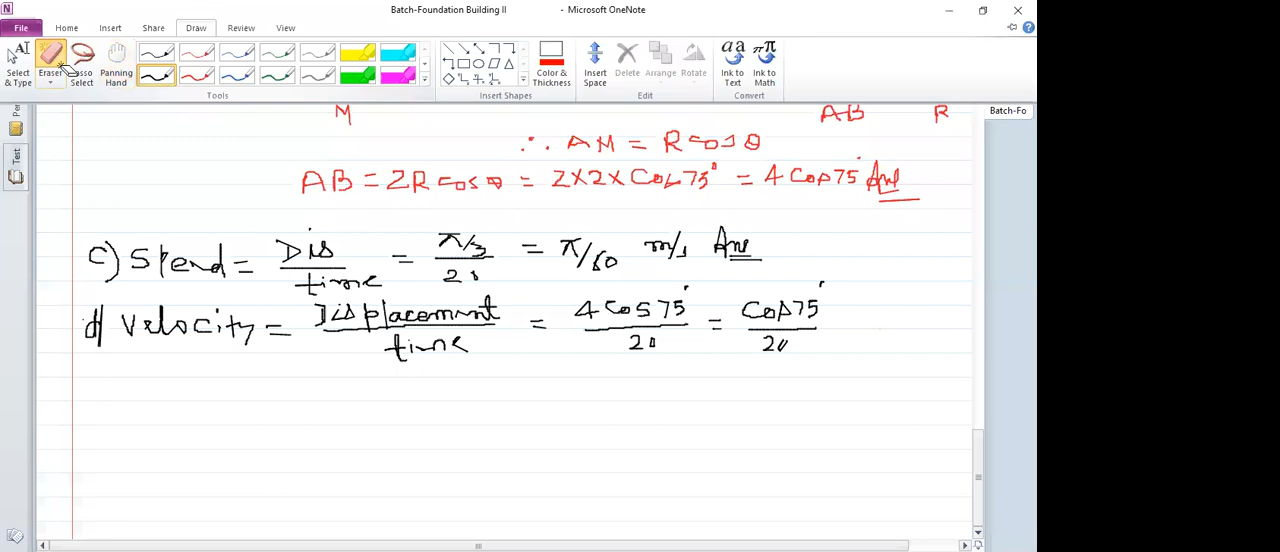 Batch-Foundation Building II - Microsoft OneNote
File Home Insert Share Draw Review View
Select & Type Eraser Lasso Select Panning Hand Color & Thickness Insert Space Delete Arrange Rotate Ink to Text Ink to Math
Tools Insert Shapes Edit Convert
Batch-Fo
Test
M AB R
∴ AM = R cos θ
AB = 2R cos θ = 2×2×Cos 75° = 4 Cos 75° Ans
c) Speed = Dis/time = π/3/20 = π/60 m/s Ans
d) Velocity = Displacement/time = 4 Cos 75°/20 = Cos 75°/20